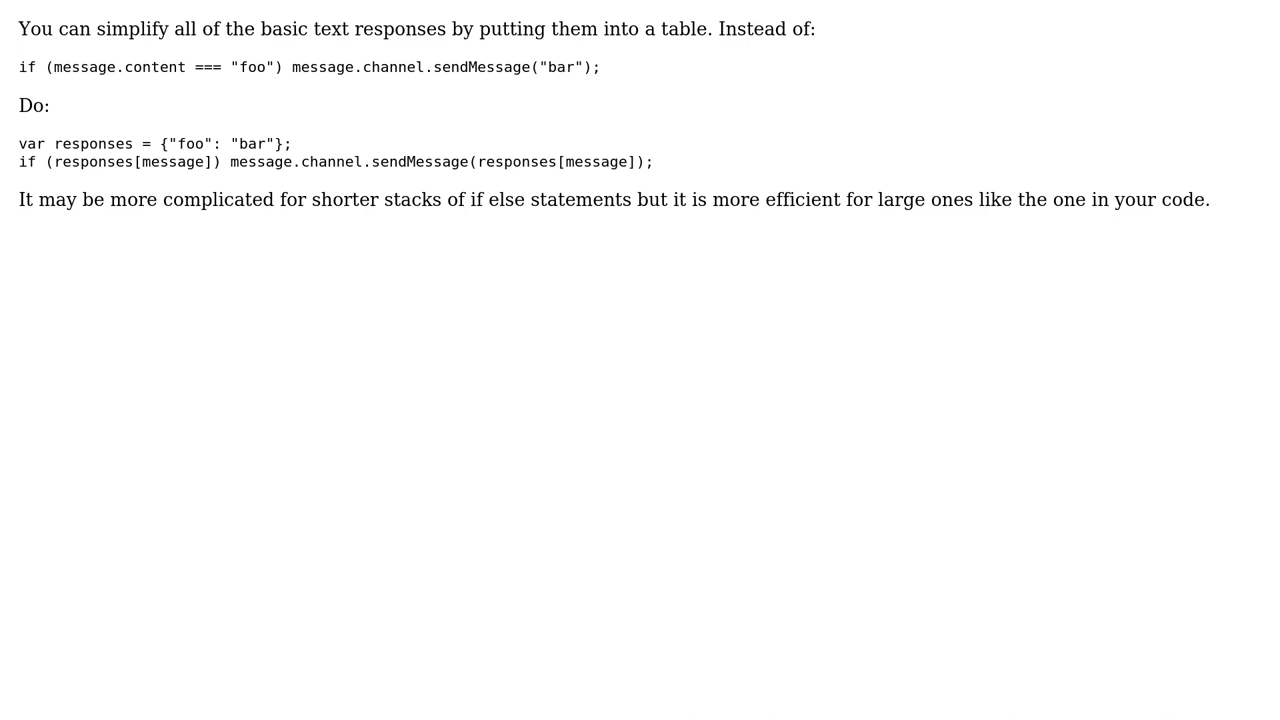 You can simplify all of the basic text responses by putting them into a table. Instead of:
if (message.content === "foo") message.channel.sendMessage("bar");
Do:
var responses = {"foo": "bar"};
if (responses[message]) message.channel.sendMessage(responses[message]);
It may be more complicated for shorter stacks of if else statements but it is more efficient for large ones like the one in your code.